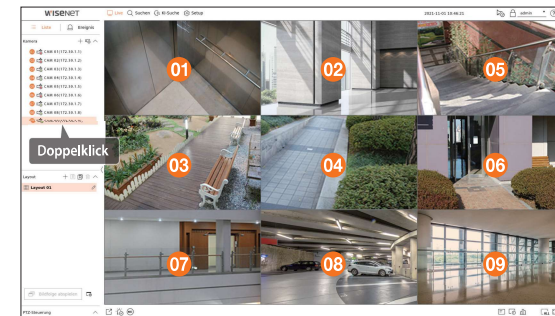 WISENET
Live Suchen KI-Suche Setup
2021-11-01 10:46:21
admin
Liste
Ereignis
Kamera
CAM 01(172.30.1.1)
CAM 02(172.30.1.2)
CAM 03(172.30.1.3)
CAM 04(172.30.1.4)
CAM 05(172.30.1.5)
CAM 06(172.30.1.6)
CAM 07(172.30.1.7)
CAM 08(172.30.1.8)
Doppelklick
Layout
Layout 01
PTZ-Steuerung
01
02
05
03
04
06
07
08
09